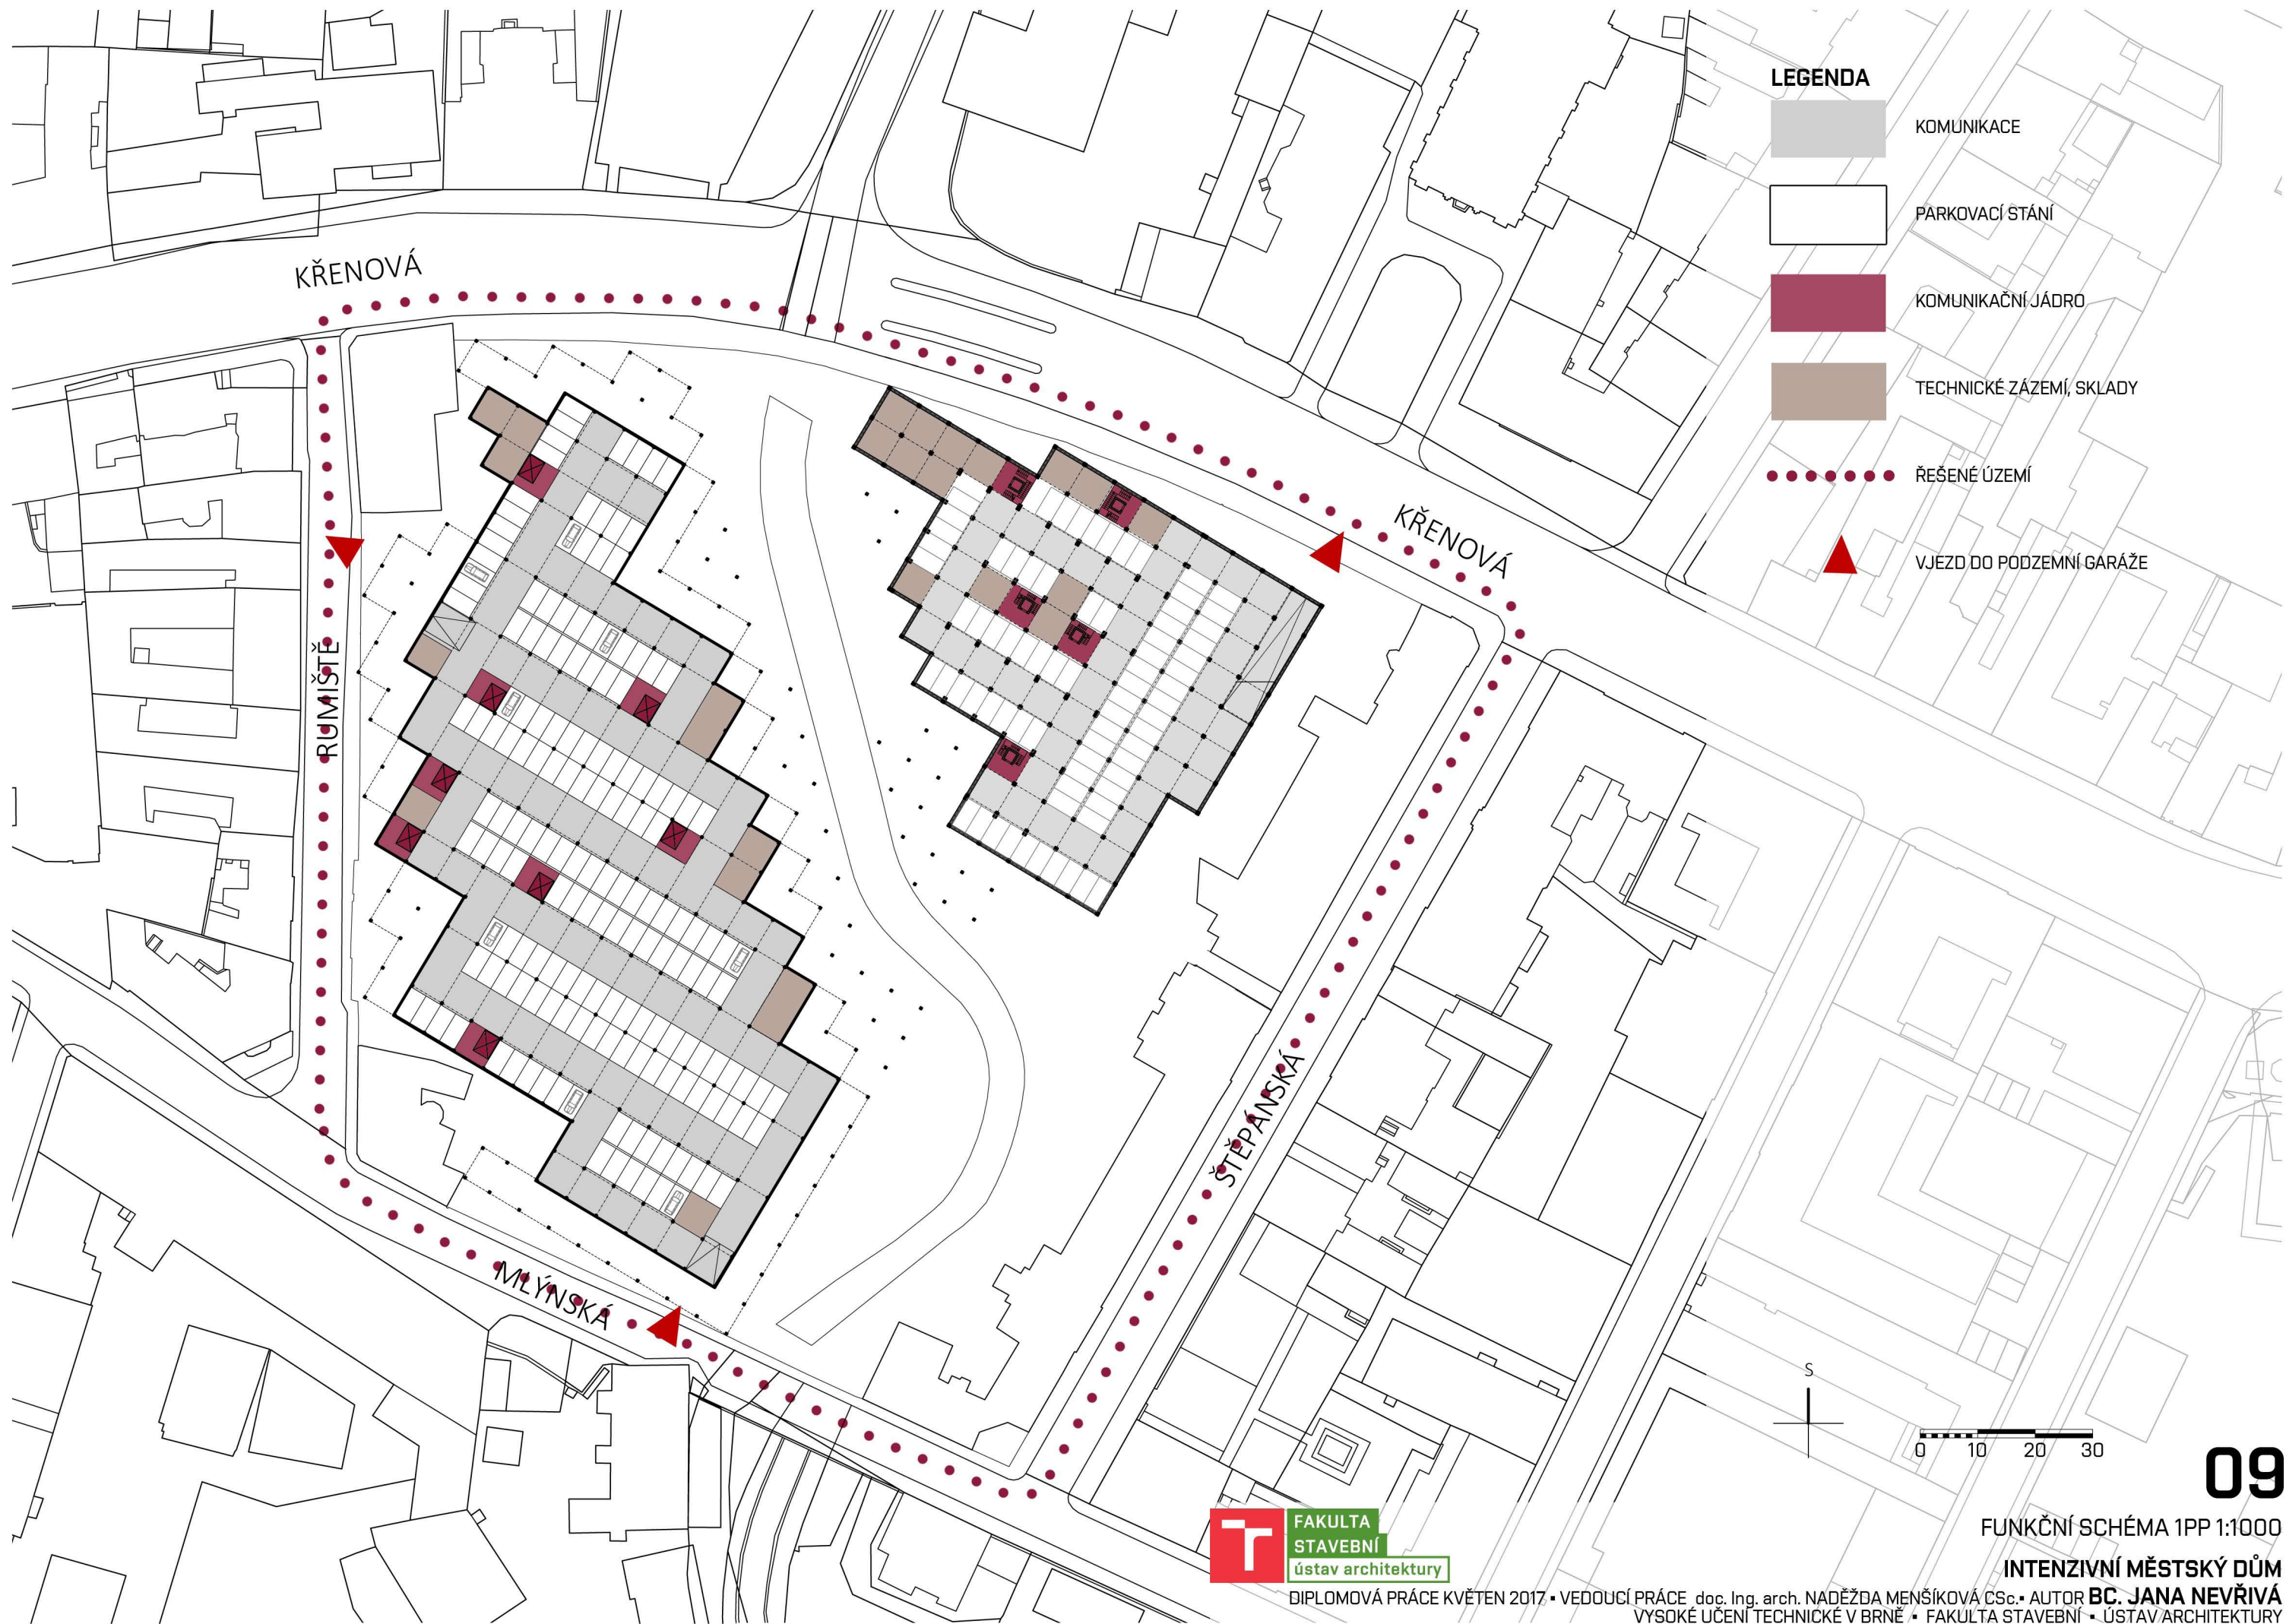 LEGENDA
KOMUNIKACE
PARKOVACÍ STÁNÍ
KOMUNIKAČNÍ JÁDRO
TECHNICKÉ ZÁZEMÍ, SKLADY
ŘEŠENÉ ÚZEMÍ
VJEZD DO PODZEMNÍ GARÁŽE
KŘENOVÁ
KŘENOVÁ
RUMIŠTĚ
ŠTĚPÁNSKÁ
MLÝNSKÁ
S
0 10 20 30
09
FUNKČNÍ SCHÉMA 1PP 1:1000
INTENZIVNÍ MĚSTSKÝ DŮM
FAKULTA
STAVEBNÍ
ústav architektury
DIPLOMOVÁ PRÁCE KVĚTEN 2017 ▪ VEDOUCÍ PRÁCE doc. Ing. arch. NADĚŽDA MENŠÍKOVÁ CSc. ▪ AUTOR BC. JANA NEVŘIVÁ
VYSOKÉ UČENÍ TECHNICKÉ V BRNĚ ▪ FAKULTA STAVEBNÍ ▪ ÚSTAV ARCHITEKTURY